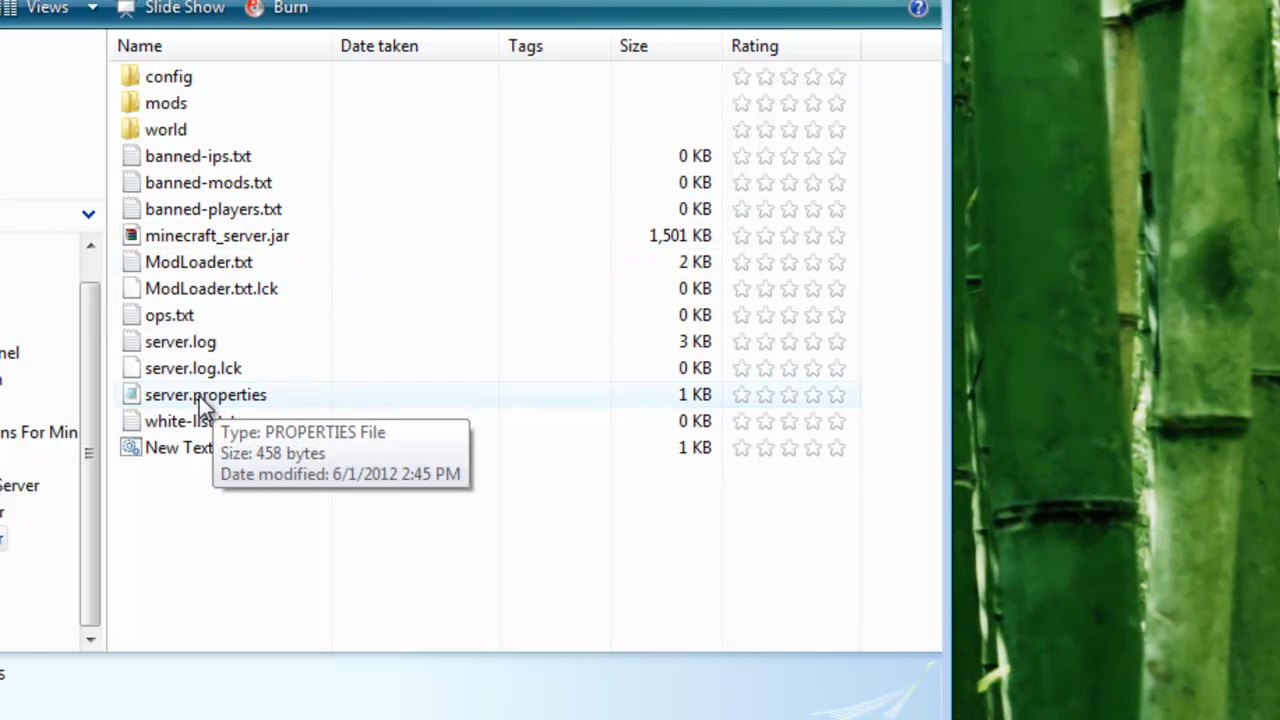 Views Slide Show Burn ?
Name Date taken Tags Size Rating
config
mods
world
banned-ips.txt 0 KB
banned-mods.txt 0 KB
banned-players.txt 0 KB
minecraft_server.jar 1,501 KB
ModLoader.txt 2 KB
ModLoader.txt.lck 0 KB
ops.txt 0 KB
server.log 3 KB
server.log.lck 0 KB
server.properties 1 KB
white-list 0 KB
New Text 1 KB
Type: PROPERTIES File
Size: 458 bytes
Date modified: 6/1/2012 2:45 PM
nel
n
ns For Min
Server
r
r
s